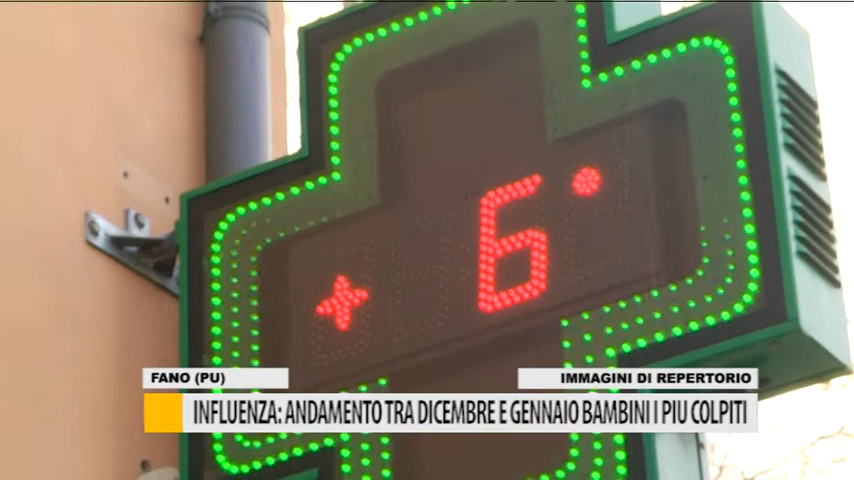 + 6°
FANO (PU)
IMMAGINI DI REPERTORIO
INFLUENZA: ANDAMENTO TRA DICEMBRE E GENNAIO BAMBINI I PIU COLPITI